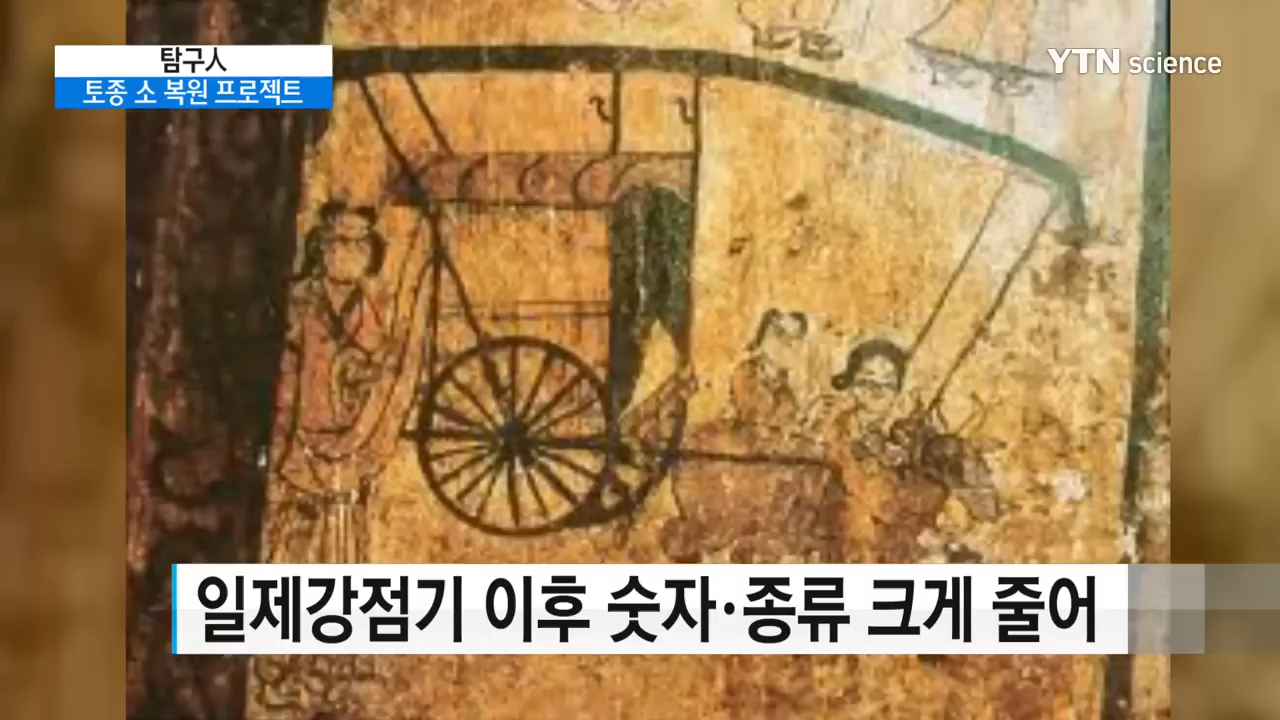 탐구人
토종 소 복원 프로젝트
YTN science
일제강점기 이후 숫자·종류 크게 줄어